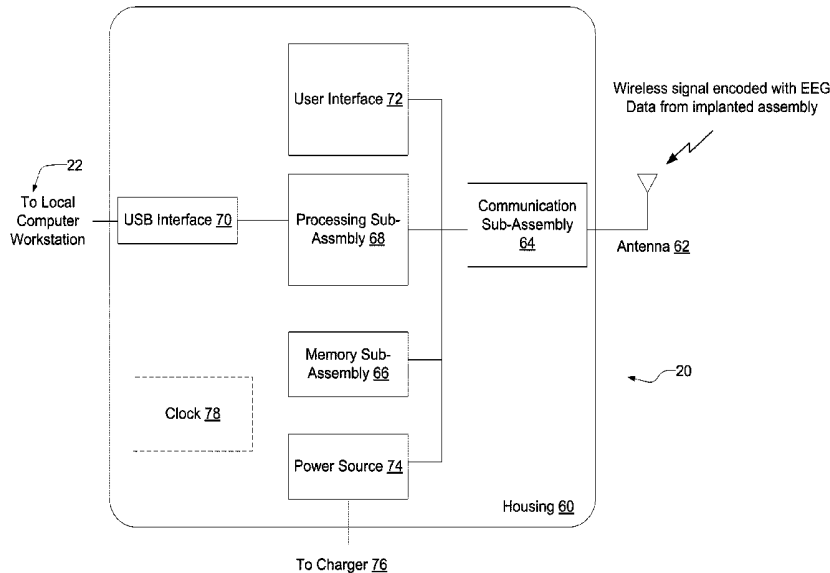 User Interface 72
Wireless signal encoded with EEG
Data from implanted assembly
22
To Local
Computer
Workstation
USB Interface 70
Processing Sub-
Assmbly 68
Communication
Sub-Assembly
64
Antenna 62
Memory Sub-
Assembly 66
20
Clock 78
Power Source 74
Housing 60
To Charger 76